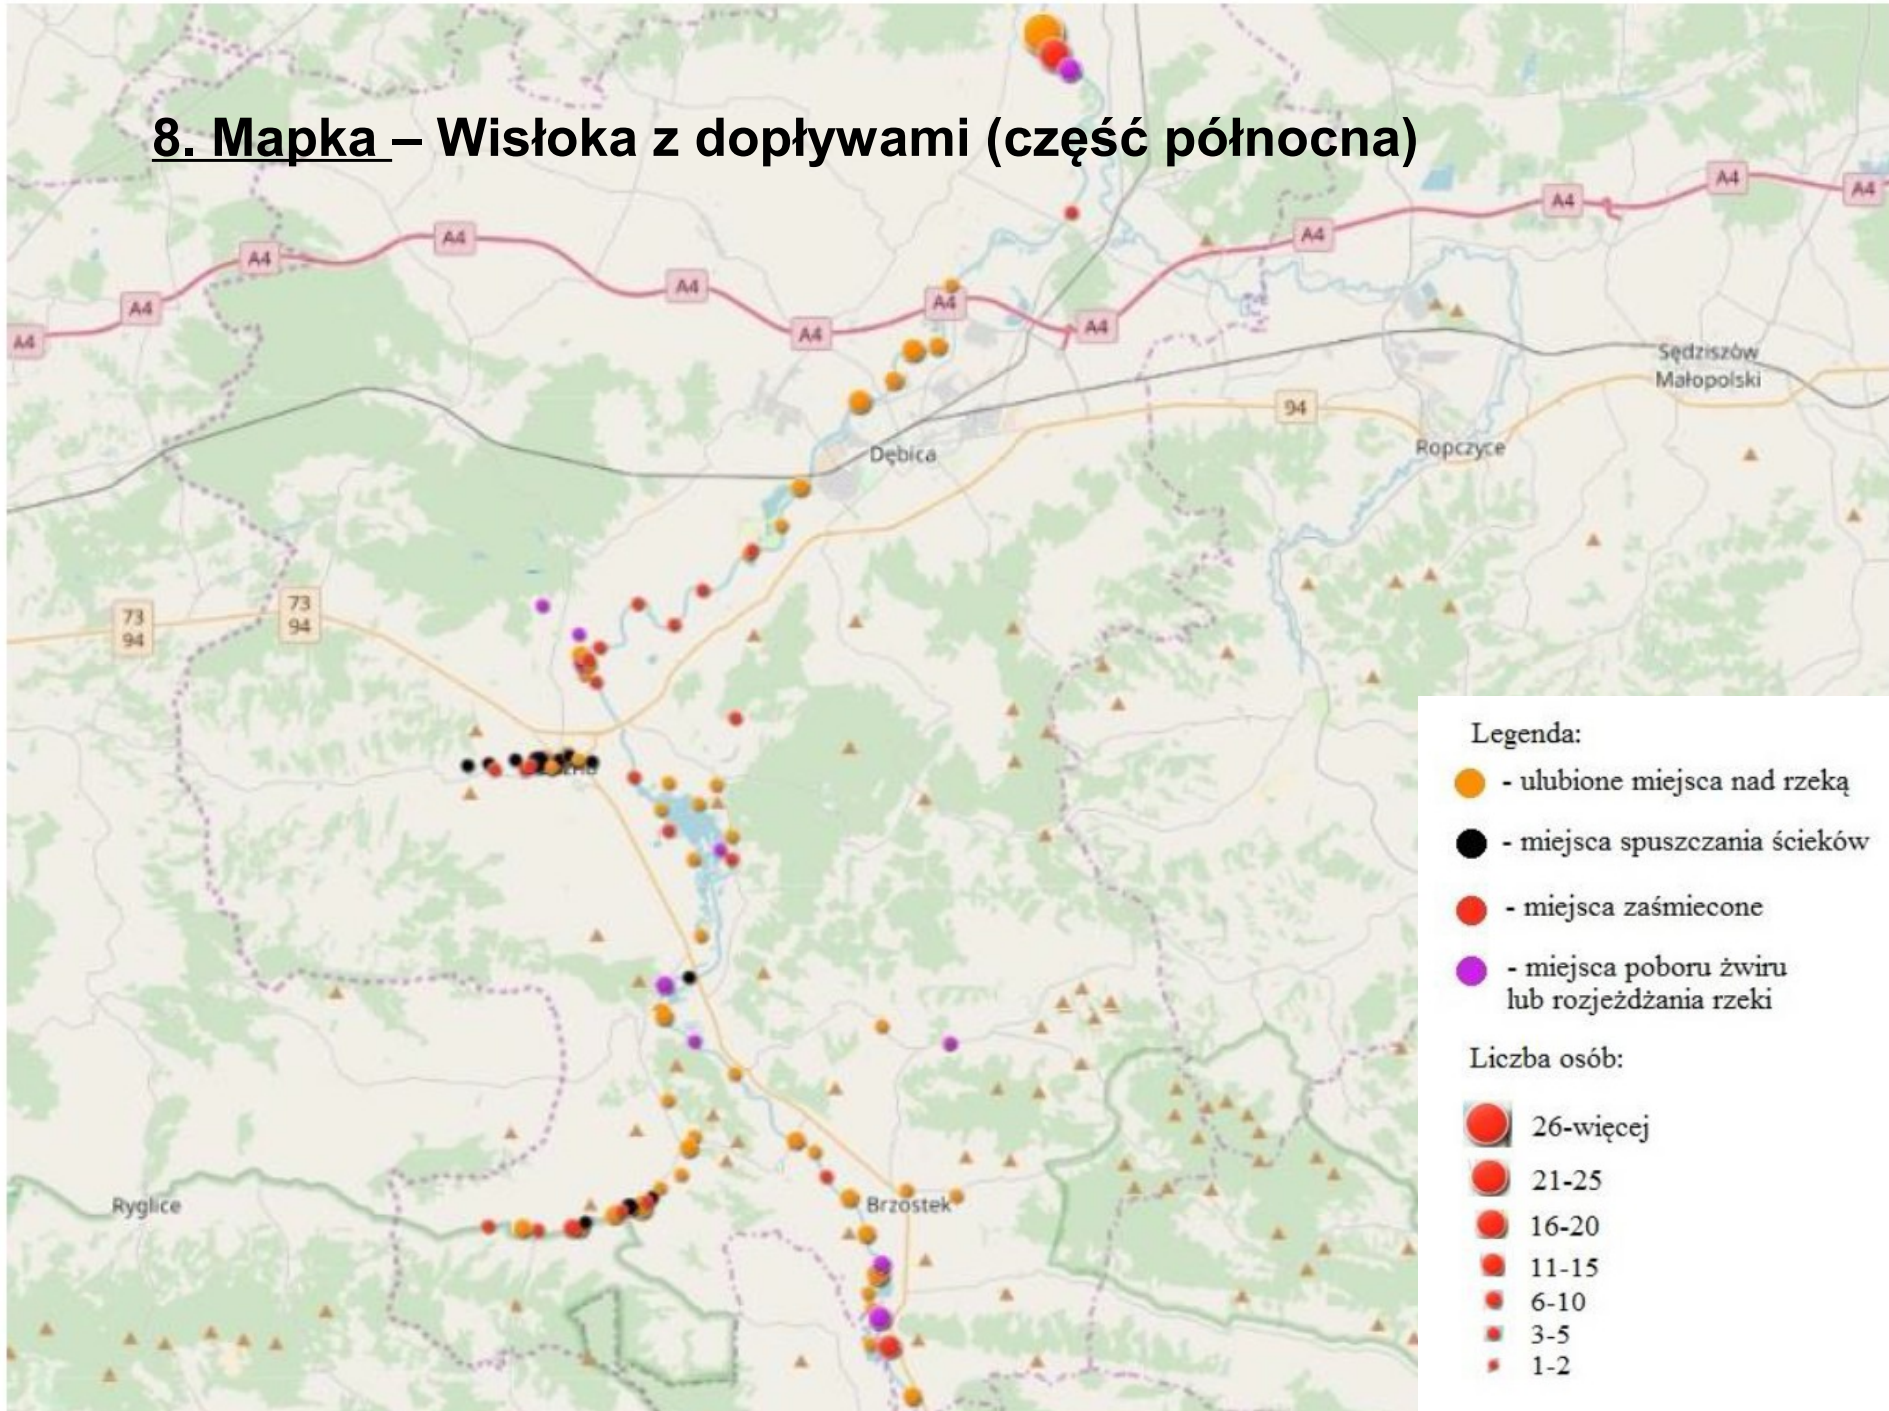 8. Mapka – Wisłoka z dopływami (część północna)
A4
A4
A4
A4
A4
A4
A4
A4
A4
A4
A4
A4
Sędziszów
Małopolski
94
Ropczyce
Dębica
73
94
73
94
Ryglice
Brzostek
Legenda:
- ulubione miejsca nad rzeką
- miejsca spuszczania ścieków
- miejsca zaśmiecone
- miejsca poboru żwiru
lub rozjeżdżania rzeki
Liczba osób:
26-więcej
21-25
16-20
11-15
6-10
3-5
1-2